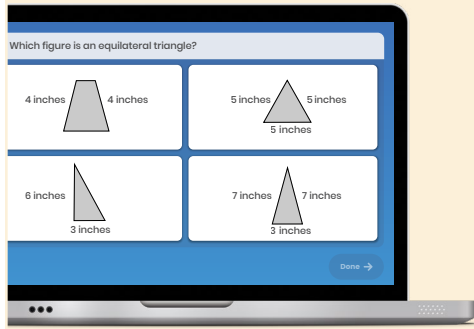 Which figure is an equilateral triangle?
4 inches 4 inches
5 inches 5 inches
5 inches
6 inches
3 inches
7 inches 7 inches
3 inches
Done